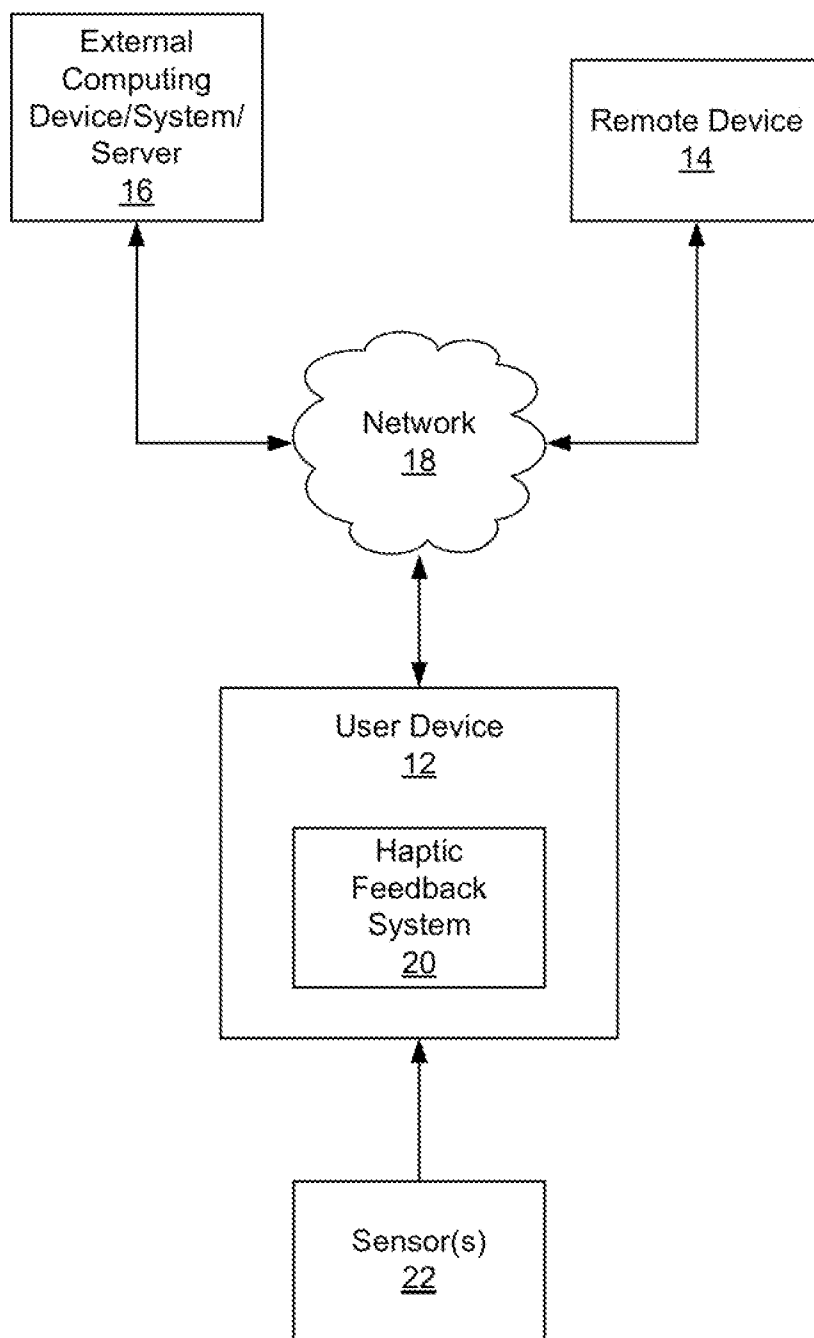 External
Computing
Device/System/
Server
16
Remote Device
14
Network
18
User Device
12
Haptic
Feedback
System
20
Sensor(s)
22